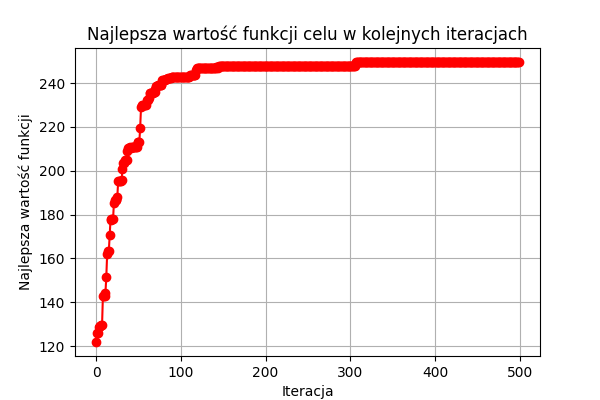 Najlepsza wartość funkcji celu w kolejnych iteracjach
Najlepsza wartość funkcji
240
220
200
180
160
140
120
0 100 200 300 400 500
Iteracja